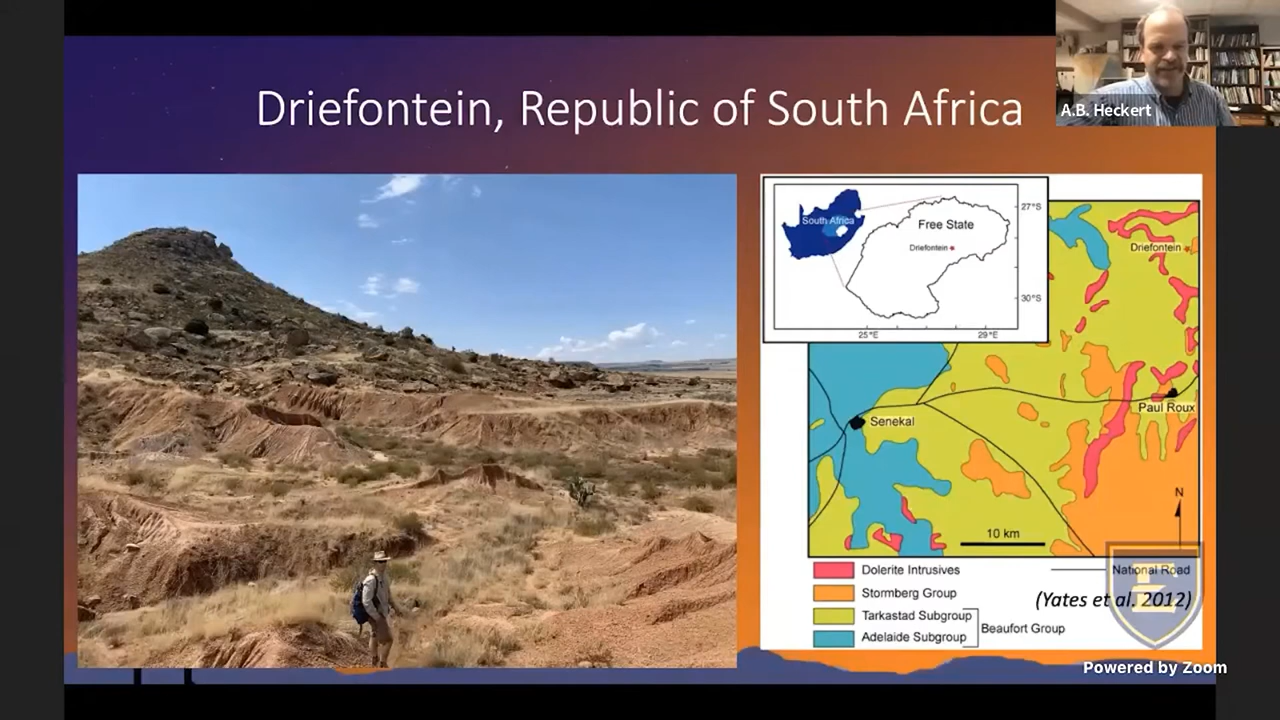 Driefontein, Republic of South Africa
A.B. Heckert
South Africa
Free State
Driefontein
27°S
30°S
25°E
29°E
Driefontein
Paul Roux
Senekal
N
10 km
Dolerite Intrusives
National Road
Stormberg Group
(Yates et al. 2012)
Tarkastad Subgroup
Beaufort Group
Adelaide Subgroup
E
Powered by Zoom